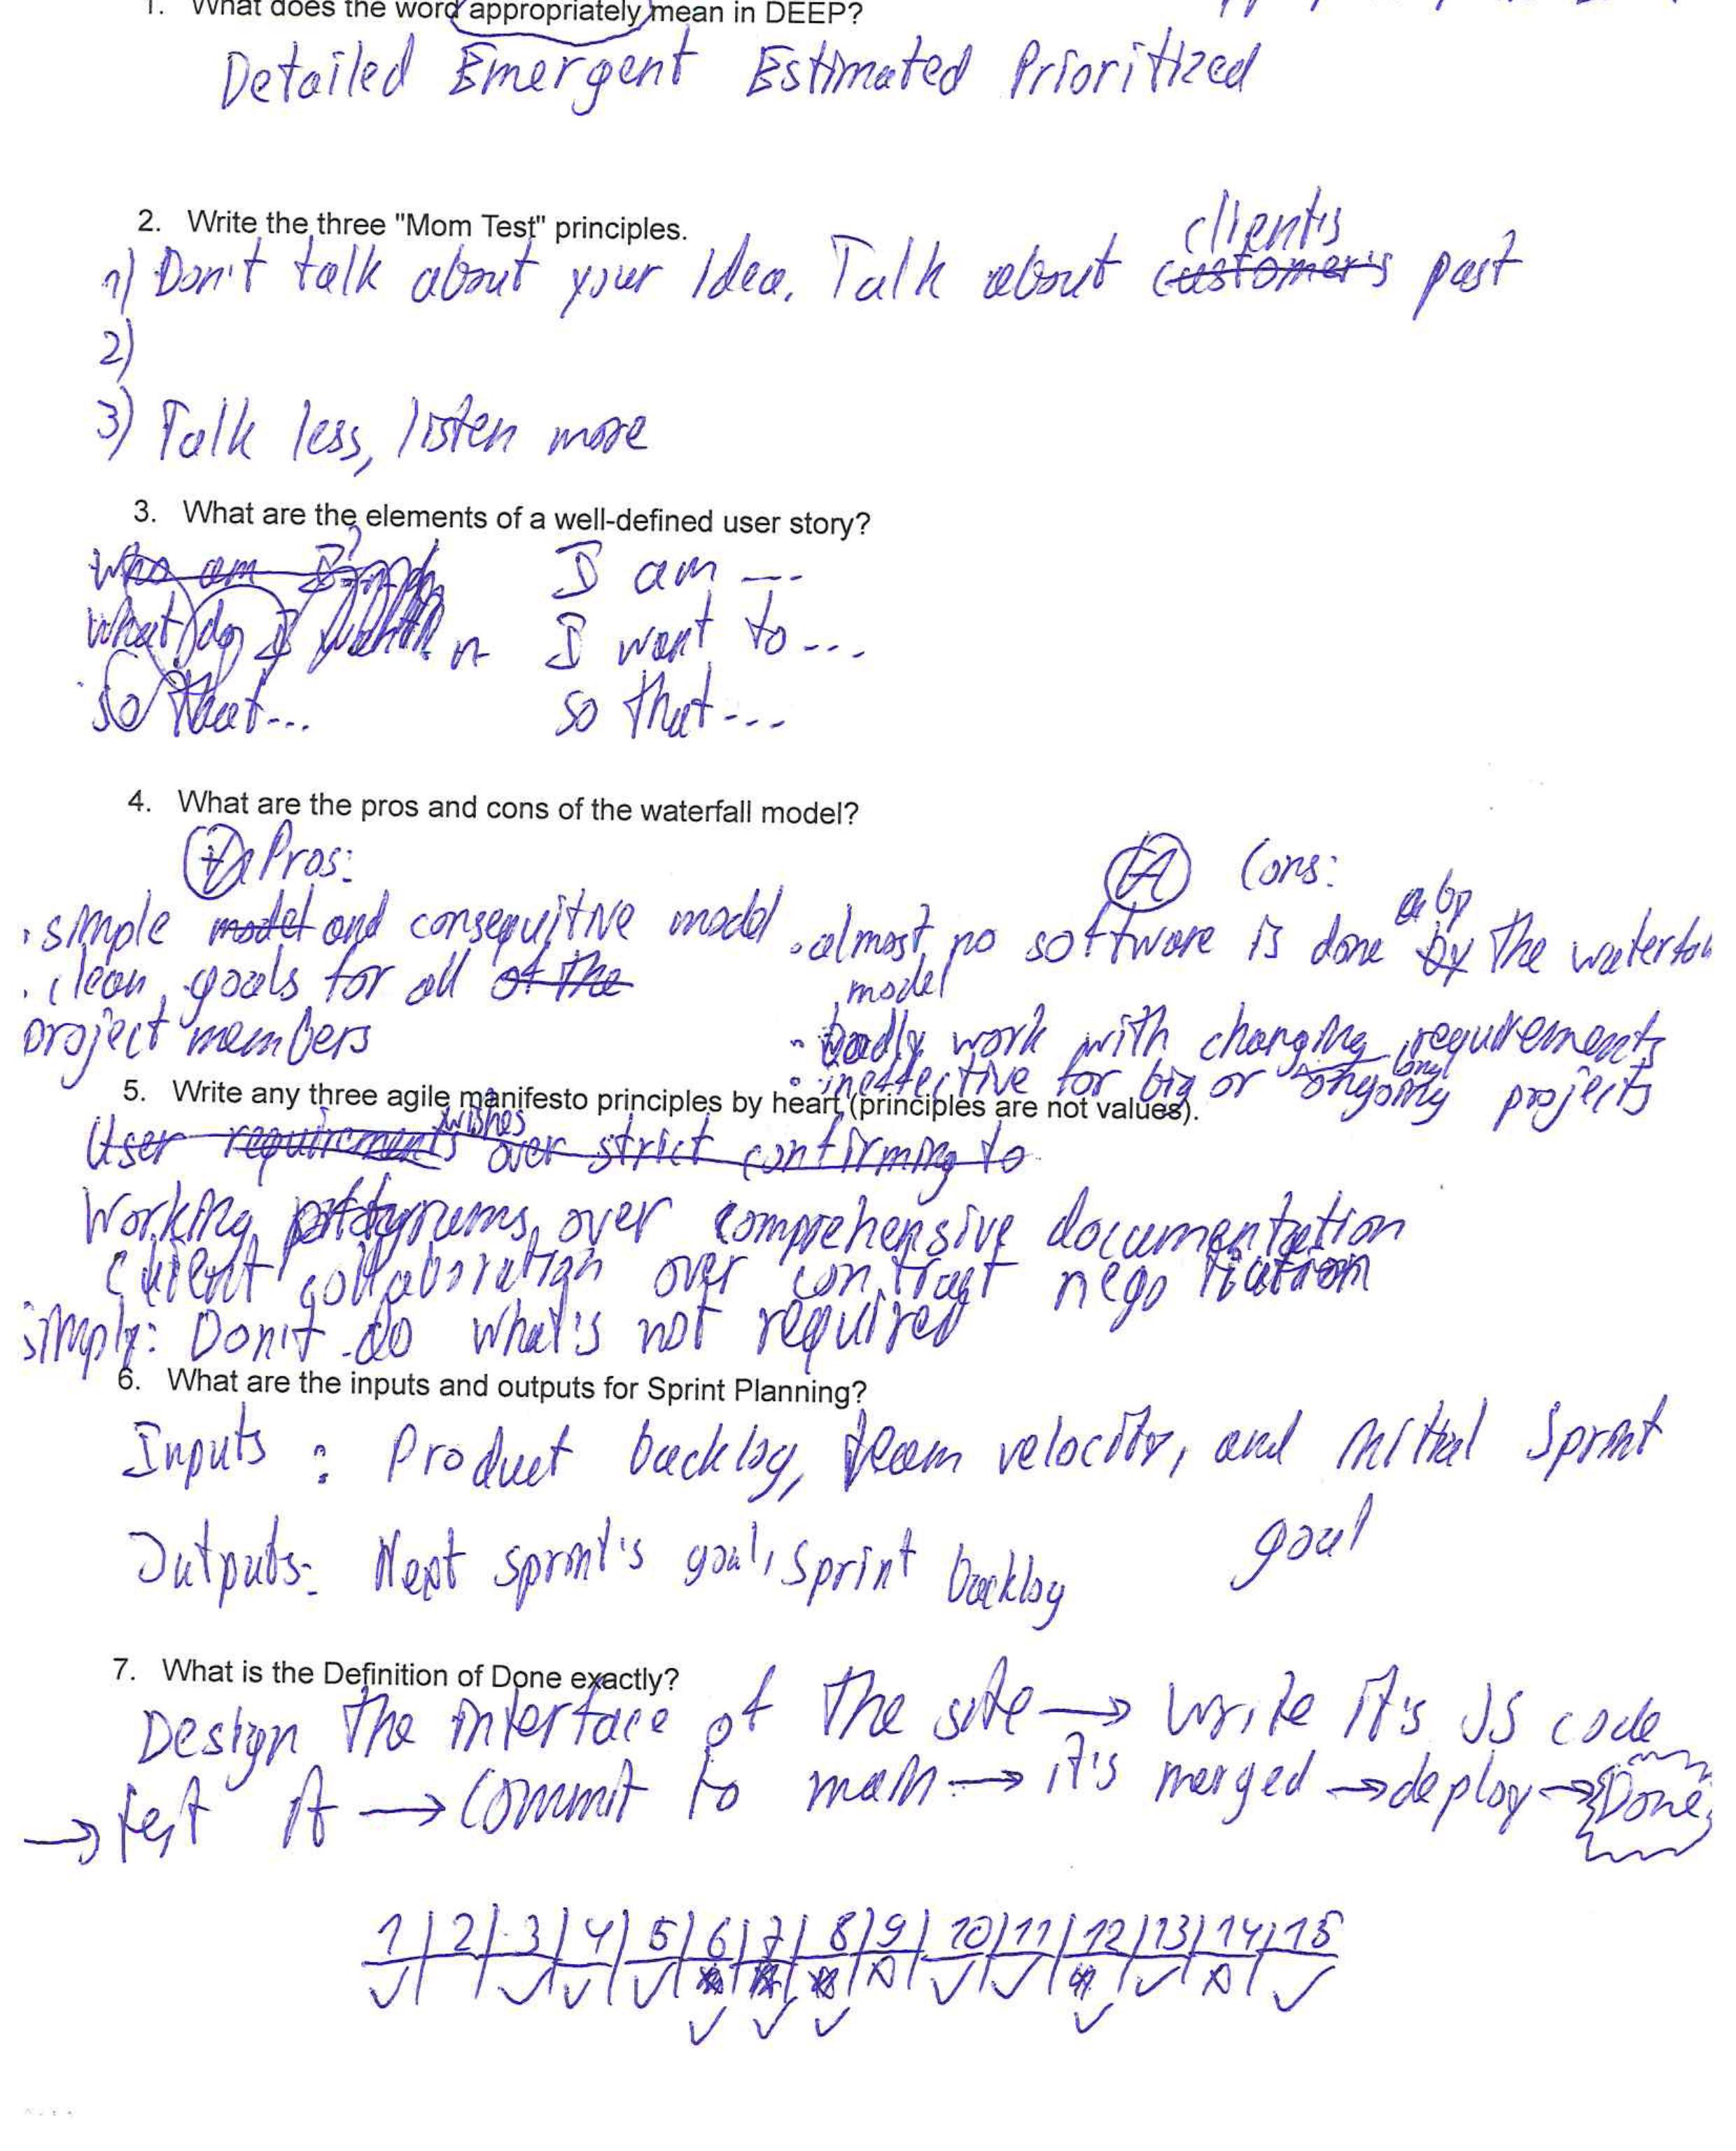 1. What does the word appropriately mean in DEEP?
Detailed Emergent Estimated Prioritized
2. Write the three "Mom Test" principles.
client's
1) Don't talk about your Idea. Talk about customer's past
2)
3) Talk less, listen more
3. What are the elements of a well-defined user story?
who am I?
what do I
so that...
I am ---
I want to ...
so that ...
4. What are the pros and cons of the waterfall model?
Pros:
. simple model and consequitive model
. clean goals for all of the
project members
Cons:
. almost no software is done by the
model
- badly work with changing requirements
. ineffective for big or ongoing long projects
5. Write any three agile manifesto principles by heart (principles are not values).
wishes
User requirements over strict confirming to
Working over comprehensive documentation
client collaboration over contract negotiation
simply: Don't do what's not required
6. What are the inputs and outputs for Sprint Planning?
Inputs : Product backlog, team velocity, and initial Sprint
goal
Outputs: Next sprint's goal, sprint backlog
7. What is the Definition of Done exactly?
Design the interface of the site → write it's JS code
→ test it → commit to main → it's merged → deploy → Done
1 | 2 | 3 | 4 | 5 | 6 | 7 | 8 | 9 | 10 | 11 | 12 | 13 | 14 | 15